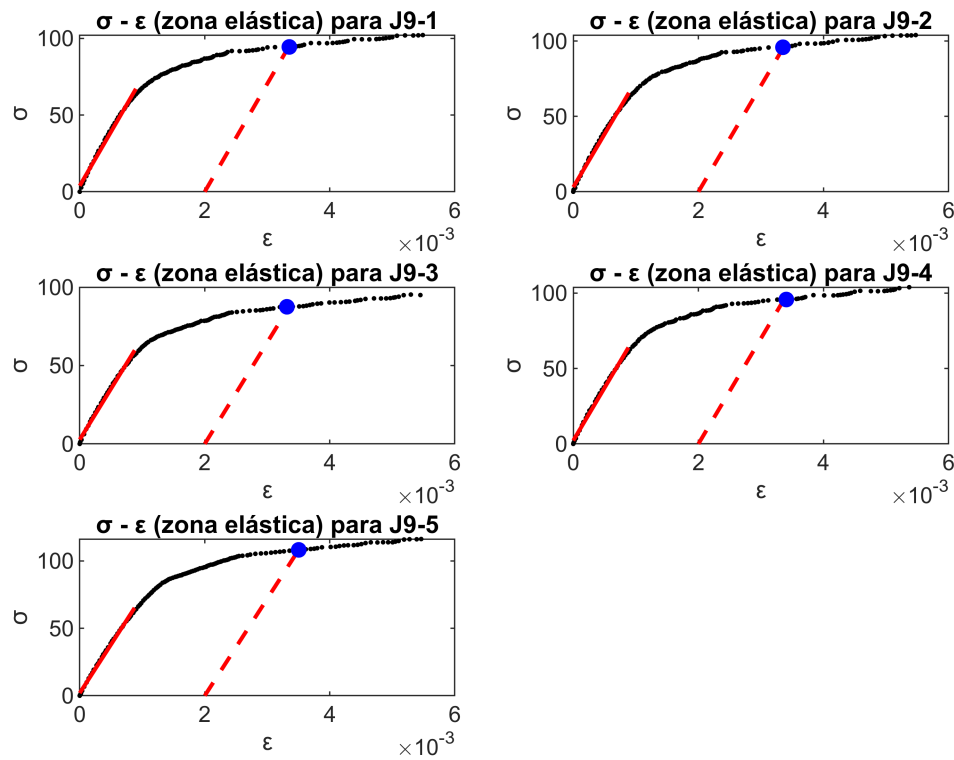 σ - ε (zona elástica) para J9-1
100
50
0
σ
0 2 4 6
ε
×10⁻³
σ - ε (zona elástica) para J9-2
100
50
0
σ
0 2 4 6
ε
×10⁻³
σ - ε (zona elástica) para J9-3
100
50
0
σ
0 2 4 6
ε
×10⁻³
σ - ε (zona elástica) para J9-4
100
50
0
σ
0 2 4 6
ε
×10⁻³
σ - ε (zona elástica) para J9-5
100
50
0
σ
0 2 4 6
ε
×10⁻³